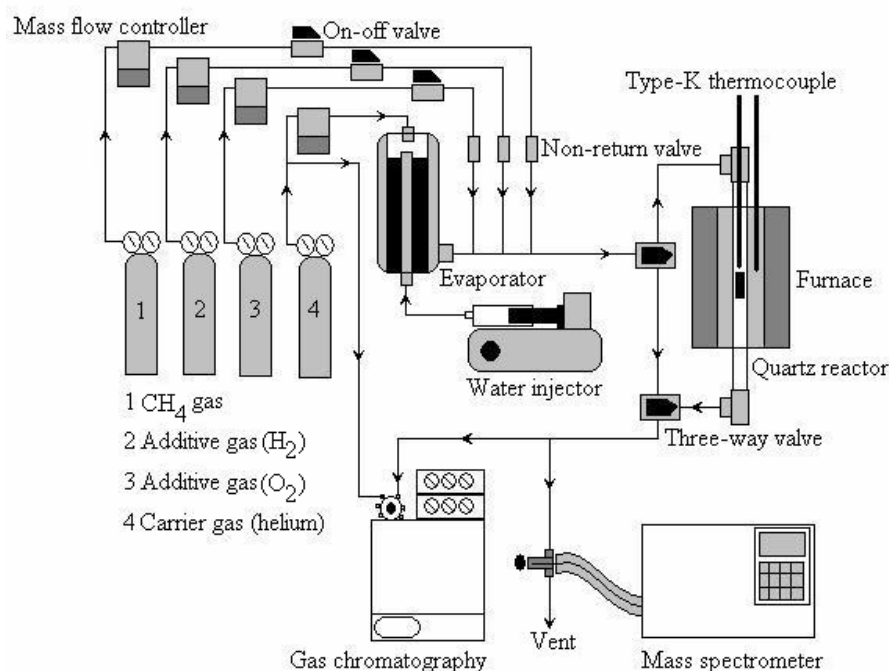 Mass flow controller
On-off valve
Type-K thermocouple
Non-return valve
Evaporator
Furnace
1
2
3
4
Water injector
Quartz reactor
1 CH4 gas
2 Additive gas (H2)
3 Additive gas (O2)
4 Carrier gas (helium)
Three-way valve
Vent
Gas chromatography
Mass spectrometer